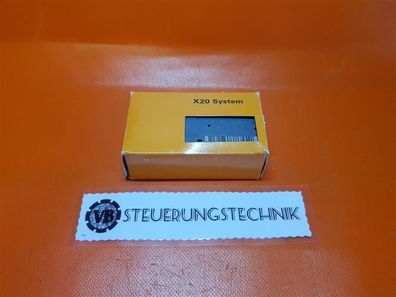 X20 System
VB STEUERUNGSTECHNIK